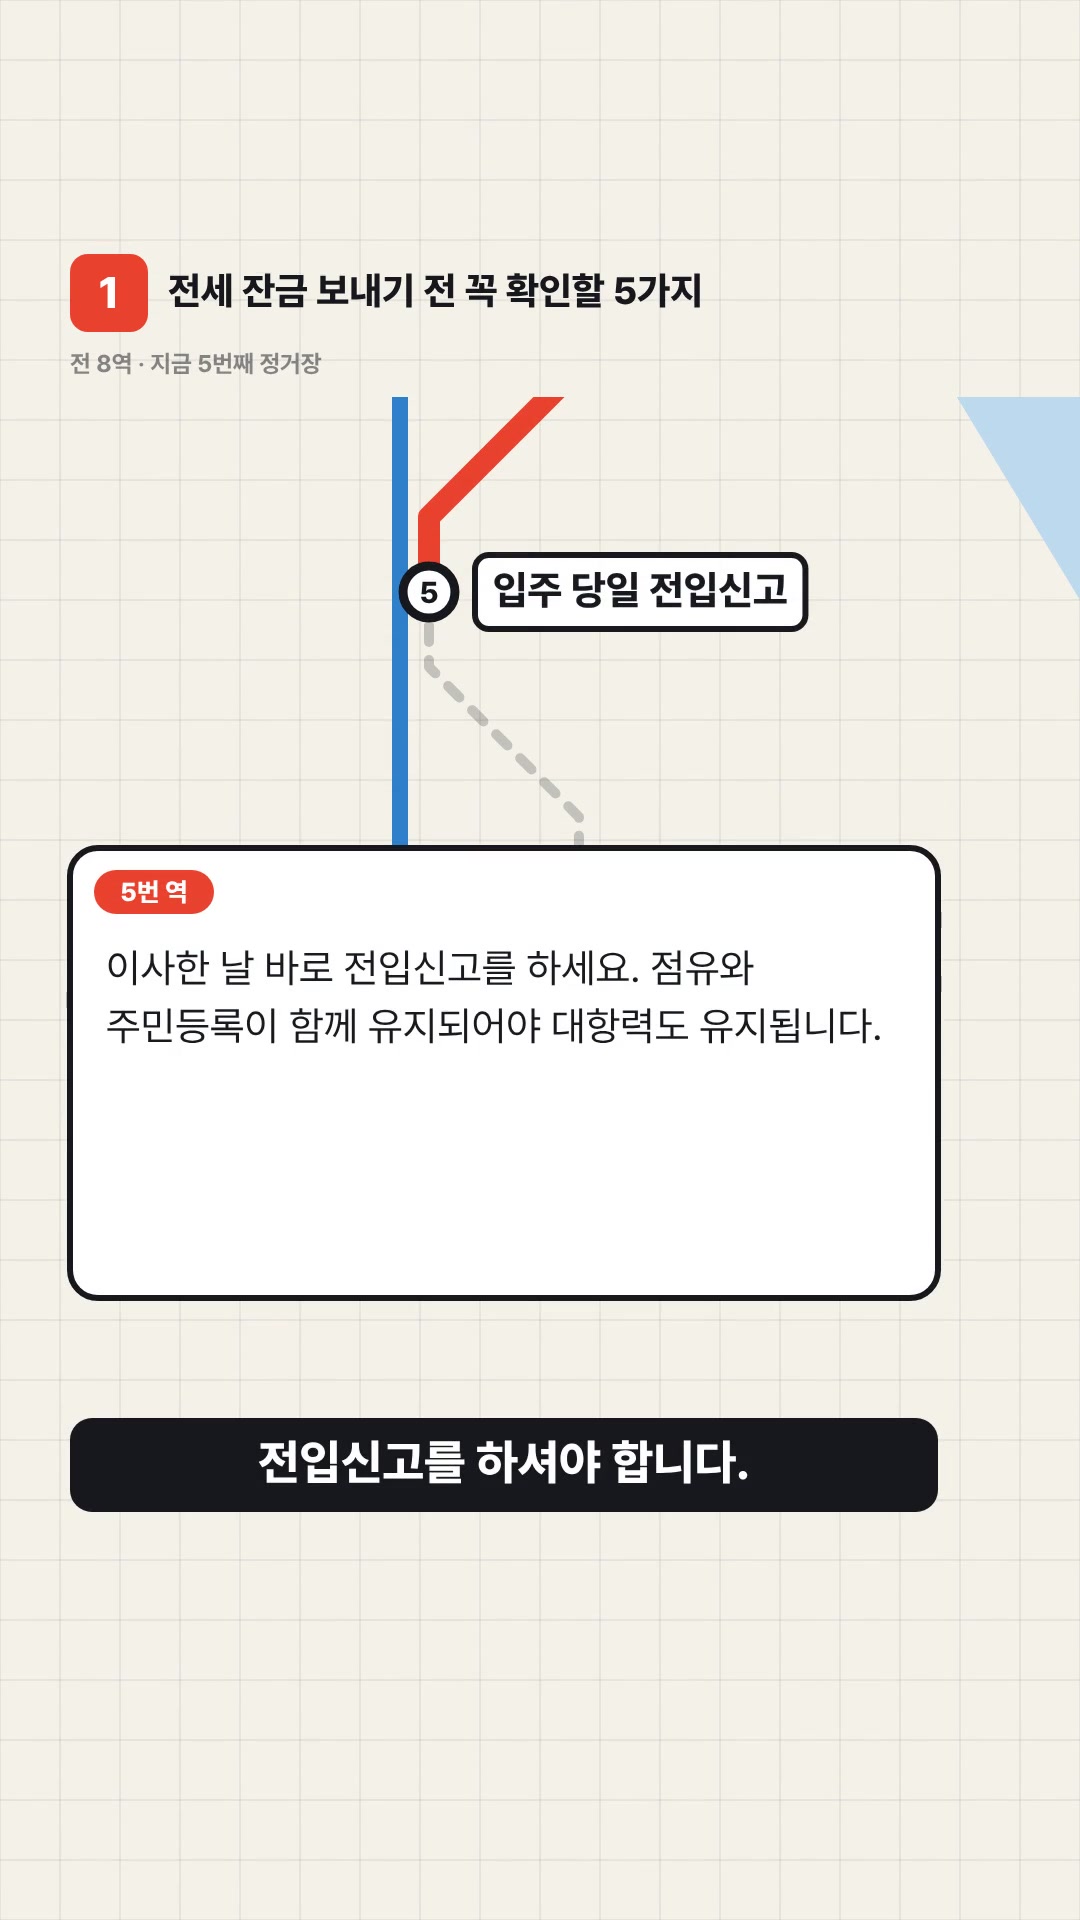 1
전세 잔금 보내기 전 꼭 확인할 5가지
전 8역 · 지금 5번째 정거장
5
입주 당일 전입신고
5번 역
이사한 날 바로 전입신고를 하세요. 점유와
주민등록이 함께 유지되어야 대항력도 유지됩니다.
전입신고를 하셔야 합니다.